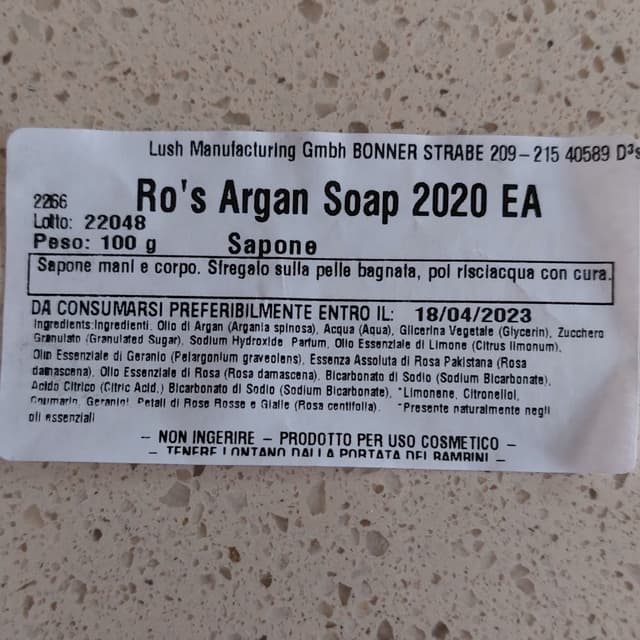 Lush Manufacturing Gmbh BONNER STRABE 209-215 40589 D³s
Ro's Argan Soap 2020 EA
2266
Lotto: 22048
Peso: 100 g Sapone
Sapone mani e corpo. Sfregalo sulla pelle bagnata, poi risciacqua con cura.
DA CONSUMARSI PREFERIBILMENTE ENTRO IL: 18/04/2023
Ingredients:Ingredienti. Olio di Argan (Argania spinosa), Acqua (Aqua), Glicerina Vegetale (Glycerin), Zucchero
Granulato (Granulated Sugar), Sodium Hydroxide Parfum, Olio Essenziale di Limone (Citrus limonum),
Olio Essenziale di Geranio (Pelargonium graveolens), Essenza Assoluta di Rosa Pakistana (Rosa
damascena), Olio Essenziale di Rosa (Rosa damascena). Bicarbonato di Sodio (Sodium Bicarbonate),
Acido Citrico (Citric Acid,) Bicarbonato di Sodio (Sodium Bicarbonate), *Limonene, Citronellol,
Coumarin, Geraniol, Petali di Rose Rosse e Gialle (Rosa centifolia). *Presente naturalmente negli
oli essenziali
– NON INGERIRE – PRODOTTO PER USO COSMETICO –
– TENERE LONTANO DALLA PORTATA DEI BAMBINI –